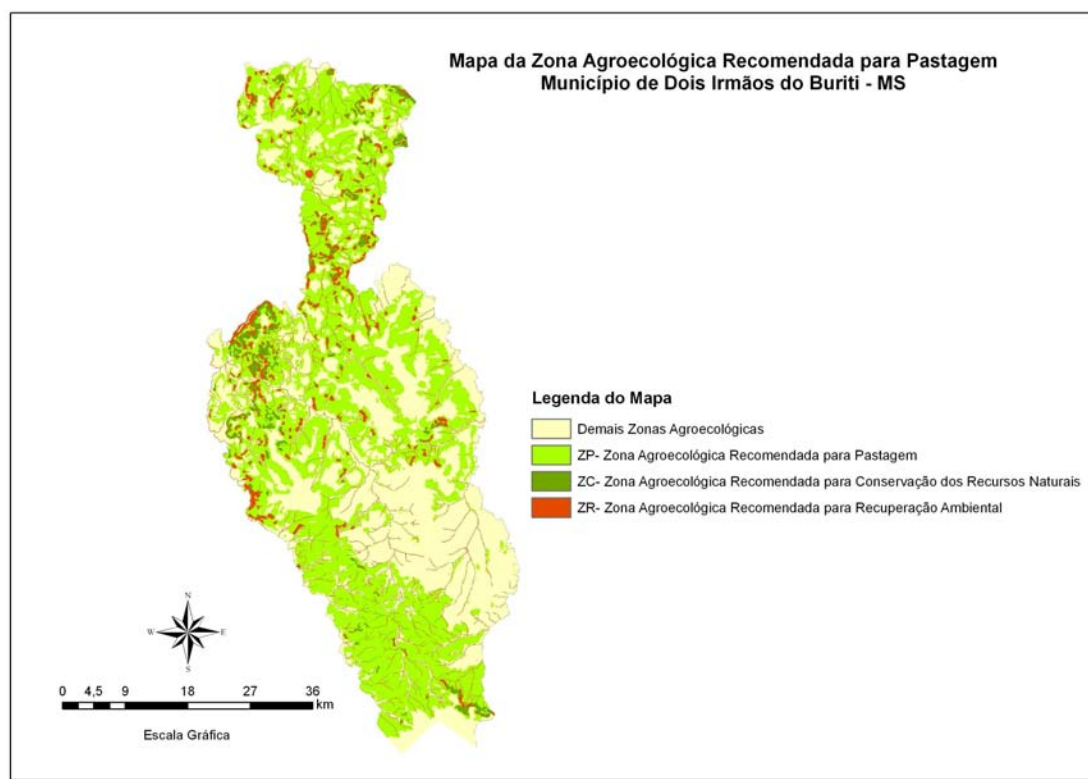 Mapa da Zona Agroecológica Recomendada para Pastagem
Município de Dois Irmãos do Buriti - MS
Legenda do Mapa
Demais Zonas Agroecológicas
ZP- Zona Agroecológica Recomendada para Pastagem
ZC- Zona Agroecológica Recomendada para Conservação dos Recursos Naturais
ZR- Zona Agroecológica Recomendada para Recuperação Ambiental
N
W E
S
0 4,5 9 18 27 36
km
Escala Gráfica